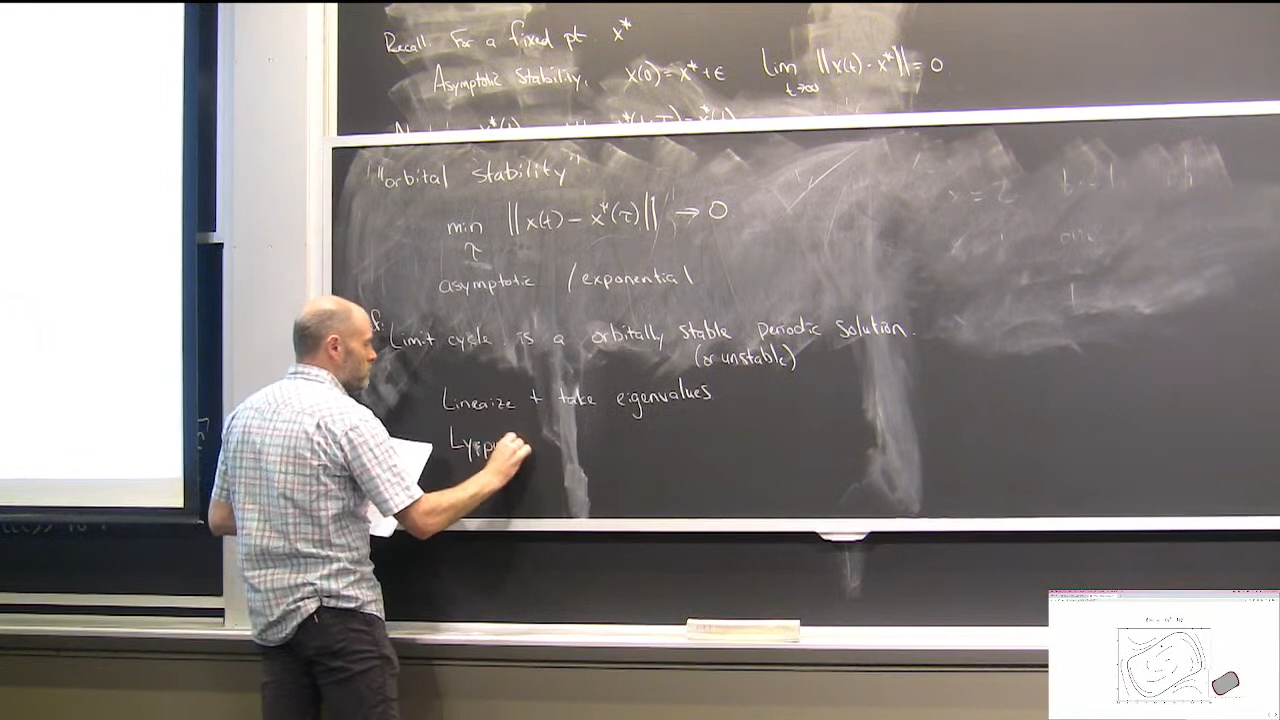 Recall. For a fixed pt. x*
Asymptotic Stability, x(0) = x* + ε lim t→∞ ||x(t) - x*|| = 0
"orbital stability"
min τ ||x(t) - x*(τ)|| → 0
asymptotic / exponential
f: Limit cycle is a orbitally stable periodic solution.
(or unstable)
Linearize + take eigenvalues